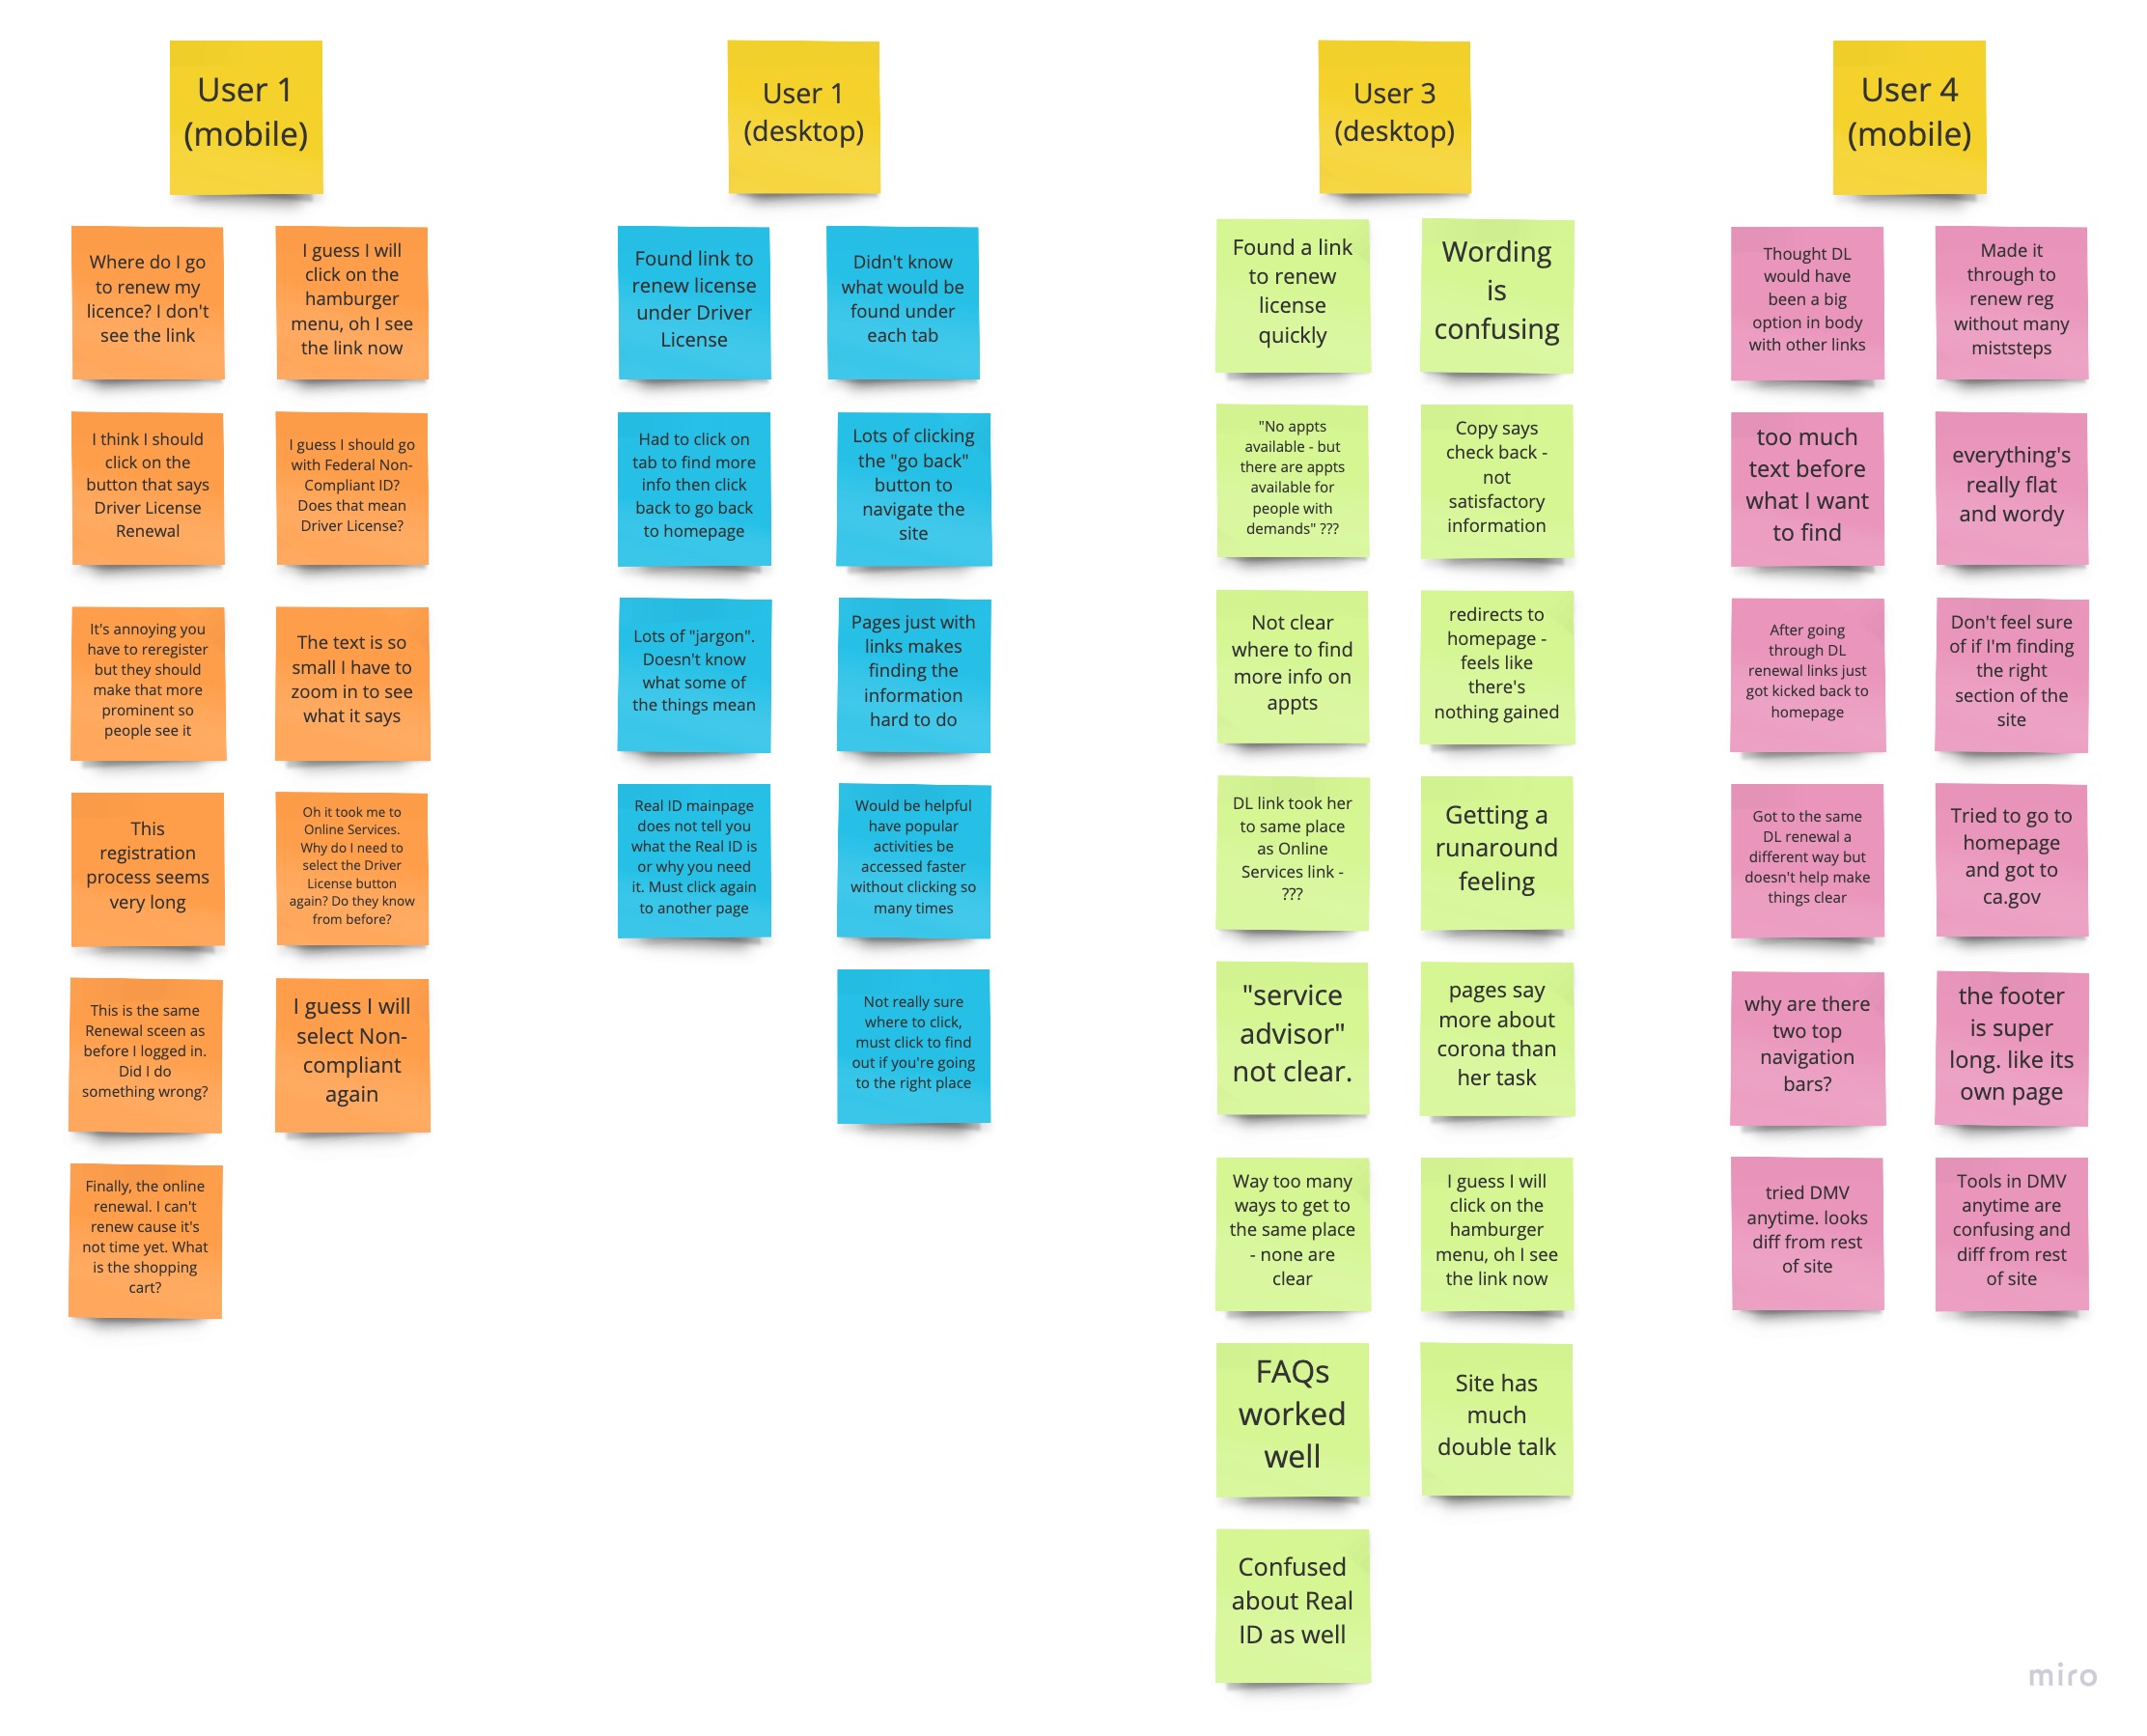 User 1
(mobile)
Where do I go
to renew my
licence? I don't
see the link
I guess I will
click on the
hamburger
menu, oh I see
the link now
I think I should
click on the
button that says
Driver License
Renewal
I guess I should go
with Federal Non-
Compliant ID?
Does that mean
Driver License?
It's annoying you
have to reregister
but they should
make that more
prominent so
people see it
The text is so
small I have to
zoom in to see
what it says
This
registration
process seems
very long
Oh it took me to
Online Services.
Why do I need to
select the Driver
License button
again? Do they know
from before?
This is the same
Renewal sceen as
before I logged in.
Did I do
something wrong?
I guess I will
select Non-
compliant
again
Finally, the online
renewal. I can't
renew cause it's
not time yet. What
is the shopping
cart?
User 1
(desktop)
Found link to
renew license
under Driver
License
Didn't know
what would be
found under
each tab
Had to click on
tab to find more
info then click
back to go back
to homepage
Lots of clicking
the "go back"
button to
navigate the
site
Lots of "jargon".
Doesn't know
what some of
the things mean
Pages just with
links makes
finding the
information
hard to do
Real ID mainpage
does not tell you
what the Real ID is
or why you need
it. Must click again
to another page
Would be helpful
have popular
activities be
accessed faster
without clicking so
many times
Not really sure
where to click,
must click to find
out if you're going
to the right place
User 3
(desktop)
Found a link
to renew
license
quickly
Wording
is
confusing
"No appts
available - but
there are appts
available for
people with
demands" ???
Copy says
check back -
not
satisfactory
information
Not clear
where to find
more info on
appts
redirects to
homepage -
feels like
there's
nothing gained
DL link took her
to same place
as Online
Services link -
???
Getting a
runaround
feeling
"service
advisor"
not clear.
pages say
more about
corona than
her task
Way too many
ways to get to
the same place
- none are
clear
I guess I will
click on the
hamburger
menu, oh I see
the link now
FAQs
worked
well
Site has
much
double talk
Confused
about Real
ID as well
User 4
(mobile)
Thought DL
would have
been a big
option in body
with other links
Made it
through to
renew reg
without many
miststeps
too much
text before
what I want
to find
everything's
really flat
and wordy
After going
through DL
renewal links just
got kicked back to
homepage
Don't feel sure
of if I'm finding
the right
section of the
site
Got to the same
DL renewal a
different way but
doesn't help make
things clear
Tried to go to
homepage
and got to
ca.gov
why are there
two top
navigation
bars?
the footer
is super
long. like its
own page
tried DMV
anytime. looks
diff from rest
of site
Tools in DMV
anytime are
confusing and
diff from rest
of site
miro